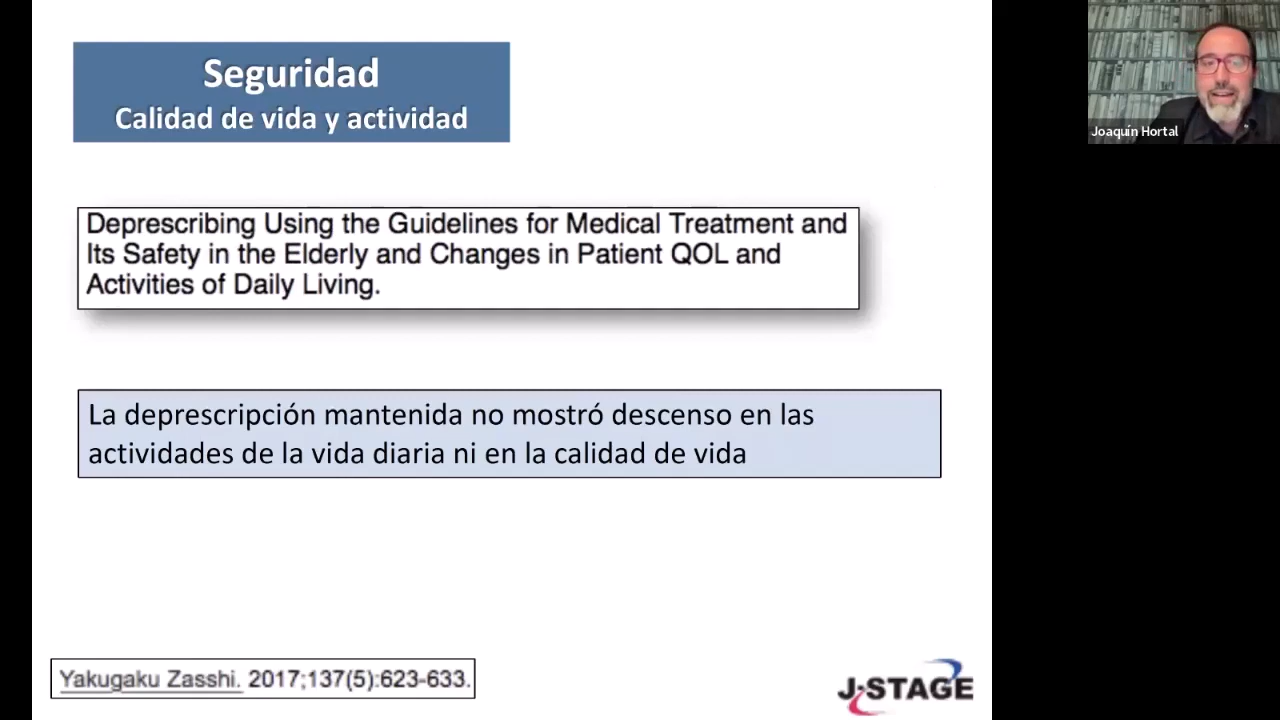 Seguridad
Calidad de vida y actividad
Joaquín Hortal
Deprescribing Using the Guidelines for Medical Treatment and
Its Safety in the Elderly and Changes in Patient QOL and
Activities of Daily Living.
La deprescripción mantenida no mostró descenso en las
actividades de la vida diaria ni en la calidad de vida
Yakugaku Zasshi. 2017;137(5):623-633.
J-STAGE